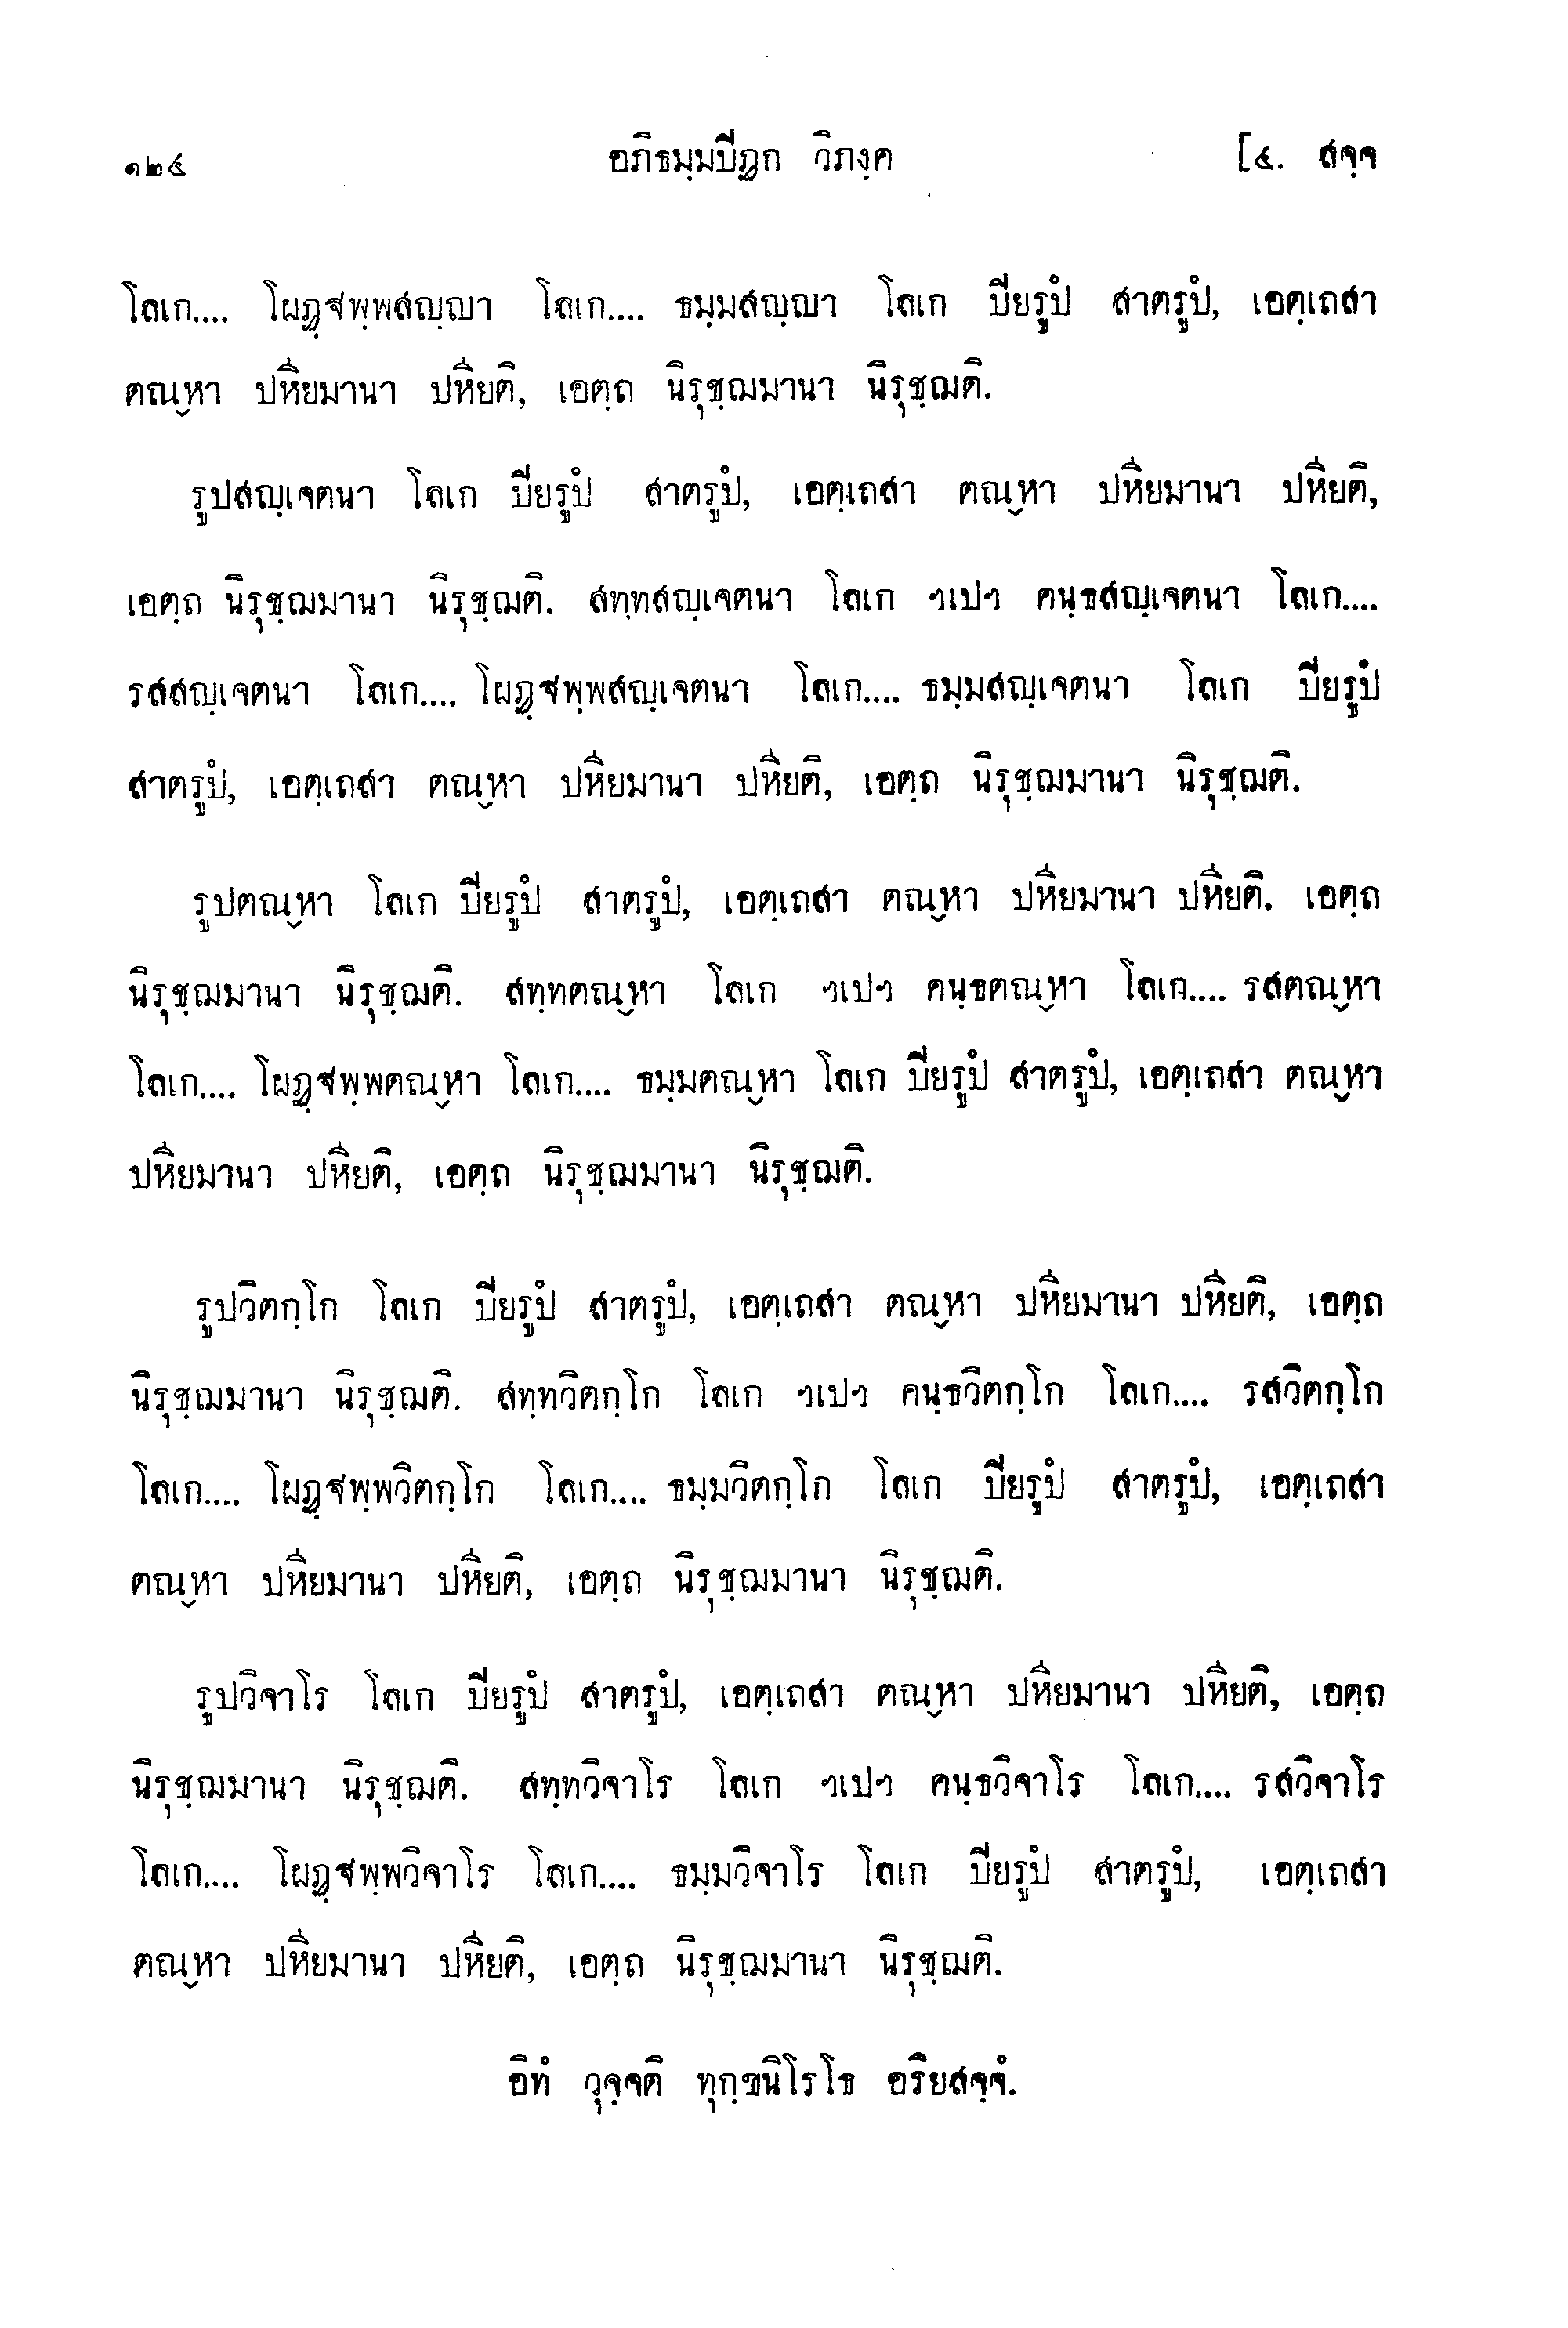 ๑๒๔ อภิธมฺมปิฏก วิภงฺค [๔. สจฺจ
โลเก.... โผฏฺฐพฺพสญฺญา โลเก.... ธมฺมสญฺญา โลเก ปิยรูปํ สาตรูปํ, เอตฺเถสา
ตณฺหา ปหียมานา ปหียติ, เอตฺถ นิรุชฺฌมานา นิรุชฺฌติ.
รูปสญฺเจตนา โลเก ปิยรูปํ สาตรูปํ, เอตฺเถสา ตณฺหา ปหียมานา ปหียติ,
เอตฺถ นิรุชฺฌมานา นิรุชฺฌติ. สทฺทสญฺเจตนา โลเก ฯเปฯ คนฺธสญฺเจตนา โลเก....
รสสญฺเจตนา โลเก.... โผฏฺฐพฺพสญฺเจตนา โลเก.... ธมฺมสญฺเจตนา โลเก ปิยรูปํ
สาตรูปํ, เอตฺเถสา ตณฺหา ปหียมานา ปหียติ, เอตฺถ นิรุชฺฌมานา นิรุชฺฌติ.
รูปตณฺหา โลเก ปิยรูปํ สาตรูปํ, เอตฺเถสา ตณฺหา ปหียมานา ปหียติ. เอตฺถ
นิรุชฺฌมานา นิรุชฺฌติ. สทฺทตณฺหา โลเก ฯเปฯ คนฺธตณฺหา โลเก.... รสตณฺหา
โลเก.... โผฏฺฐพฺพตณฺหา โลเก.... ธมฺมตณฺหา โลเก ปิยรูปํ สาตรูปํ, เอตฺเถสา ตณฺหา
ปหียมานา ปหียติ, เอตฺถ นิรุชฺฌมานา นิรุชฺฌติ.
รูปวิตกฺโก โลเก ปิยรูปํ สาตรูปํ, เอตฺเถสา ตณฺหา ปหียมานา ปหียติ, เอตฺถ
นิรุชฺฌมานา นิรุชฺฌติ. สทฺทวิตกฺโก โลเก ฯเปฯ คนฺธวิตกฺโก โลเก.... รสวิตกฺโก
โลเก.... โผฏฺฐพฺพวิตกฺโก โลเก.... ธมฺมวิตกฺโก โลเก ปิยรูปํ สาตรูปํ, เอตฺเถสา
ตณฺหา ปหียมานา ปหียติ, เอตฺถ นิรุชฺฌมานา นิรุชฺฌติ.
รูปวิจาโร โลเก ปิยรูปํ สาตรูปํ, เอตฺเถสา ตณฺหา ปหียมานา ปหียติ, เอตฺถ
นิรุชฺฌมานา นิรุชฺฌติ. สทฺทวิจาโร โลเก ฯเปฯ คนฺธวิจาโร โลเก.... รสวิจาโร
โลเก.... โผฏฺฐพฺพวิจาโร โลเก.... ธมฺมวิจาโร โลเก ปิยรูปํ สาตรูปํ, เอตฺเถสา
ตณฺหา ปหียมานา ปหียติ, เอตฺถ นิรุชฺฌมานา นิรุชฺฌติ.
อิทํ วุจฺจติ ทุกฺขนิโรโธ อริยสจฺจํ.